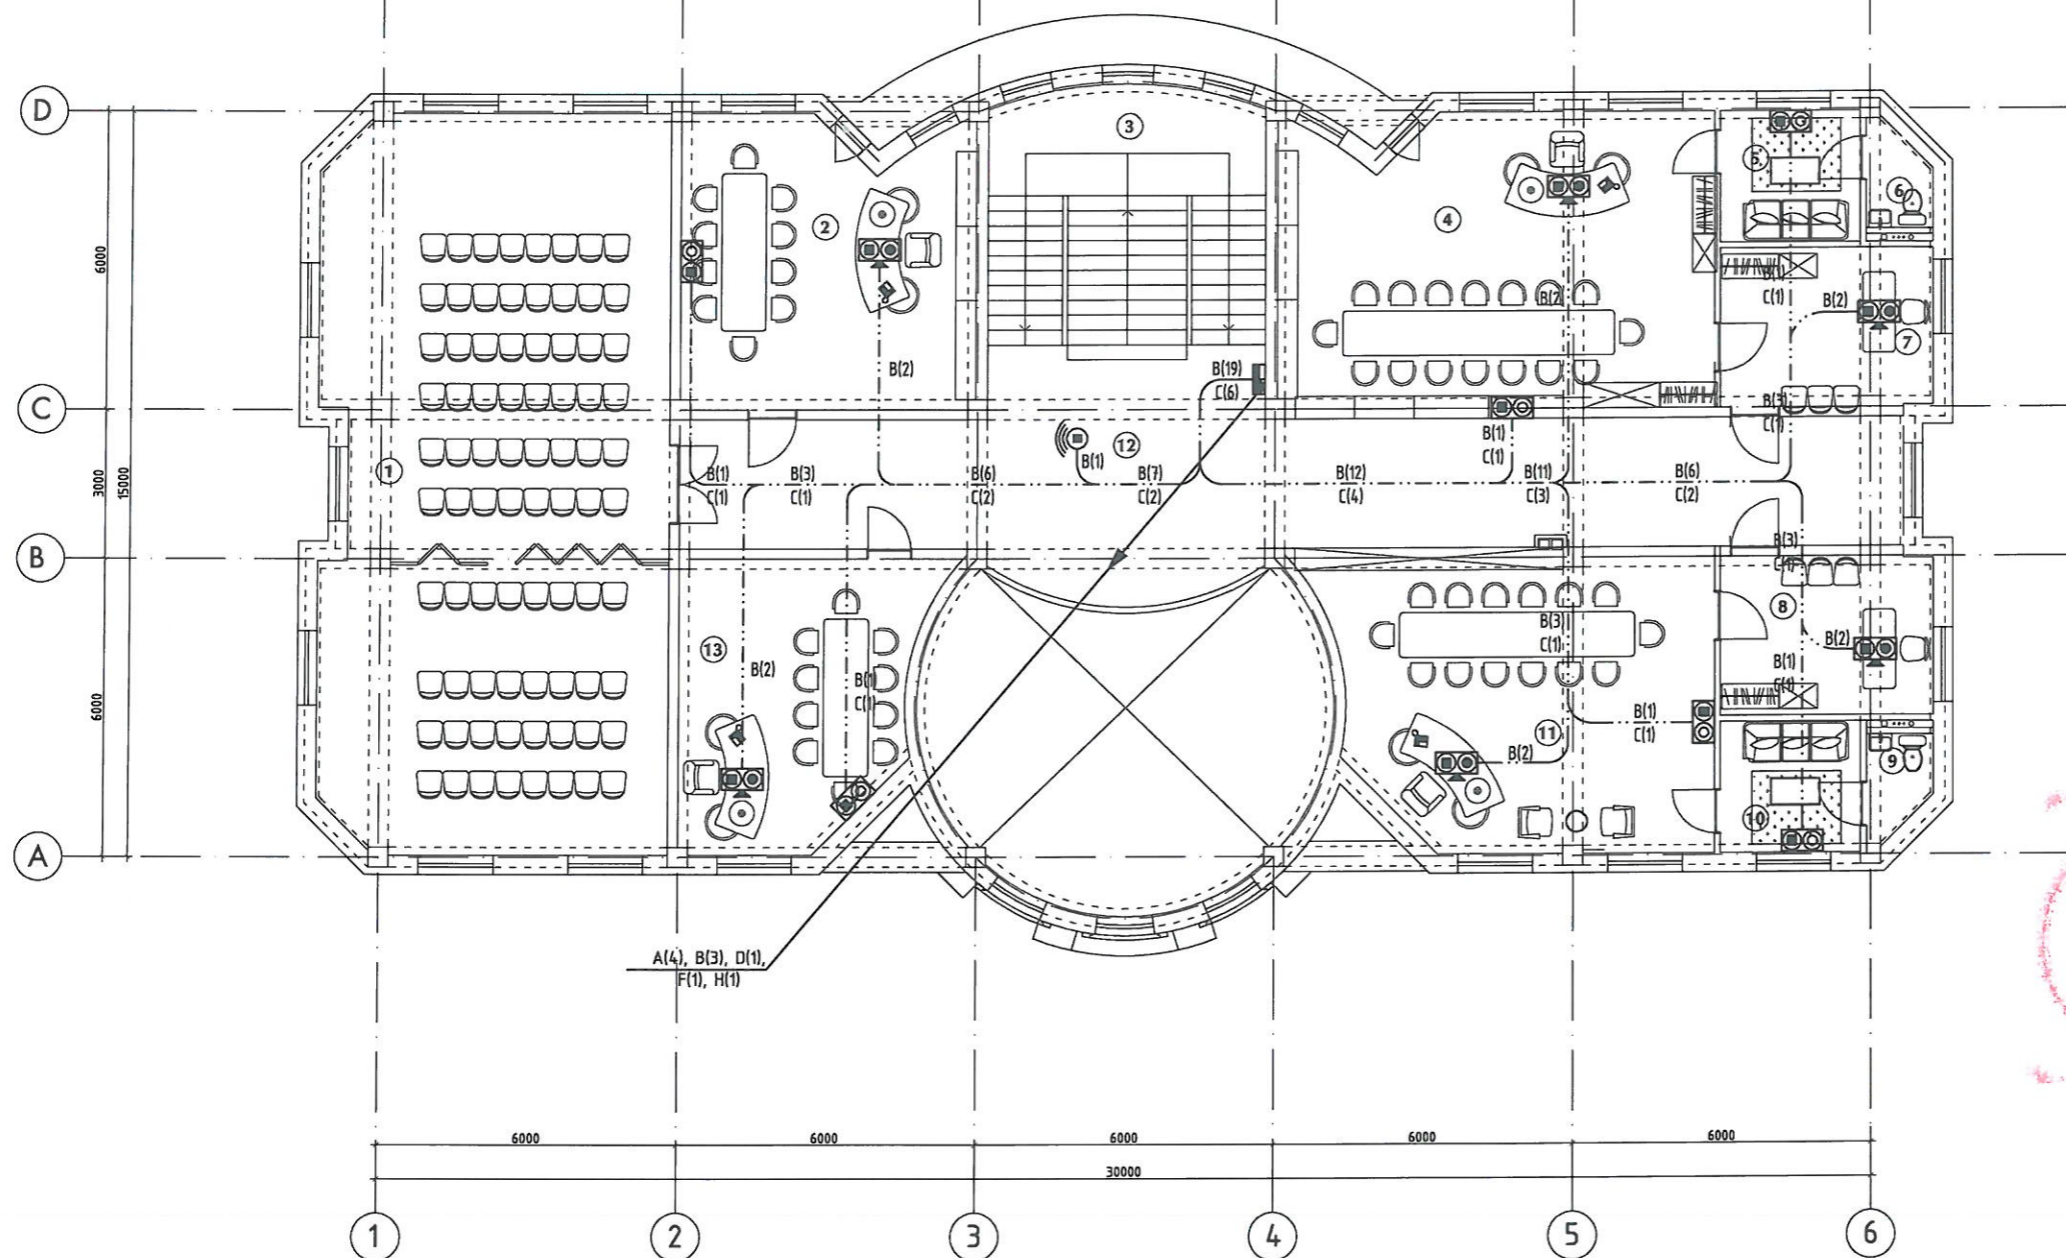 D
3
5
6
2
4
6000
B(1)
C(1)
B(2)
7
B(2)
B(2)
B(19)
C(6)
B(3)
C(1)
C
12
B(1)
B(1)
C(1)
1
B(1)
C(1)
B(3)
C(1)
B(6)
C(2)
B(7)
C(2)
B(12)
C(4)
B(11)
C(3)
B(6)
C(2)
3000
15000
B
B(3)
C(1)
8
B(3)
C(1)
B(2)
13
B(2)
B(1)
C(1)
B(1)
C(1)
6000
B(1)
C(1)
11
B(2)
9
10
A
A(4), B(3), D(1),
F(1), H(1)
6000
6000
6000
6000
6000
30000
1
2
3
4
5
6